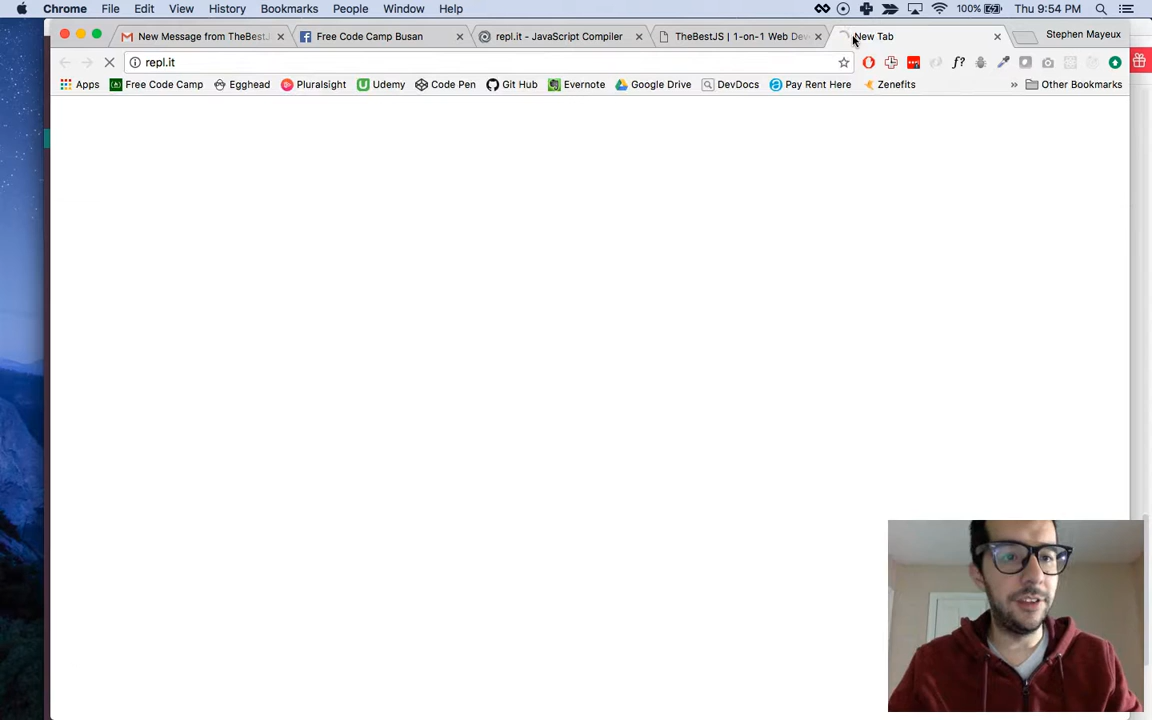 Chrome File Edit View History Bookmarks People Window Help 100% Thu 9:54 PM
New Message from TheBestJ Free Code Camp Busan repl.it - JavaScript Compiler TheBestJS | 1-on-1 Web Dev New Tab Stephen Mayeux
repl.it f?
Apps Free Code Camp Egghead Pluralsight Udemy Code Pen Git Hub Evernote Google Drive DevDocs Pay Rent Here Zenefits » Other Bookmarks